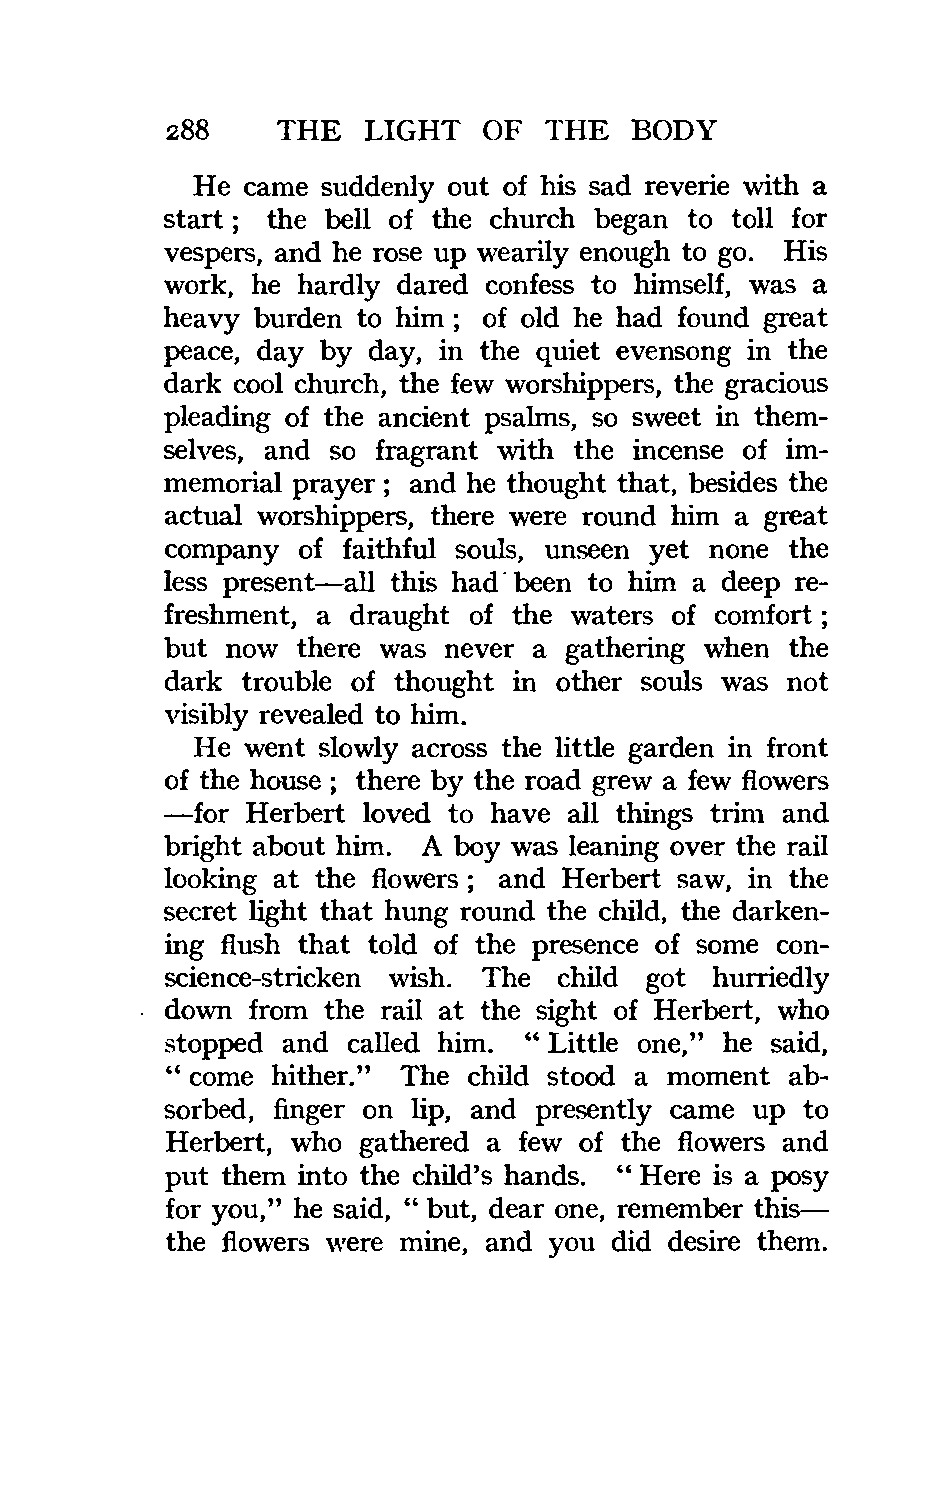 288 THE LIGHT OF THE BODY
He came suddenly out of his sad reverie with a
start ; the bell of the church began to toll for
vespers, and he rose up wearily enough to go. His
work, he hardly dared confess to himself, was a
heavy burden to him ; of old he had found great
peace, day by day, in the quiet evensong in the
dark cool church, the few worshippers, the gracious
pleading of the ancient psalms, so sweet in them-
selves, and so fragrant with the incense of im-
memorial prayer ; and he thought that, besides the
actual worshippers, there were round him a great
company of faithful souls, unseen yet none the
less present—all this had been to him a deep re-
freshment, a draught of the waters of comfort ;
but now there was never a gathering when the
dark trouble of thought in other souls was not
visibly revealed to him.
He went slowly across the little garden in front
of the house ; there by the road grew a few flowers
—for Herbert loved to have all things trim and
bright about him. A boy was leaning over the rail
looking at the flowers ; and Herbert saw, in the
secret light that hung round the child, the darken-
ing flush that told of the presence of some con-
science-stricken wish. The child got hurriedly
down from the rail at the sight of Herbert, who
stopped and called him. “ Little one,” he said,
“ come hither.” The child stood a moment ab-
sorbed, finger on lip, and presently came up to
Herbert, who gathered a few of the flowers and
put them into the child’s hands. “ Here is a posy
for you,” he said, “ but, dear one, remember this—
the flowers were mine, and you did desire them.